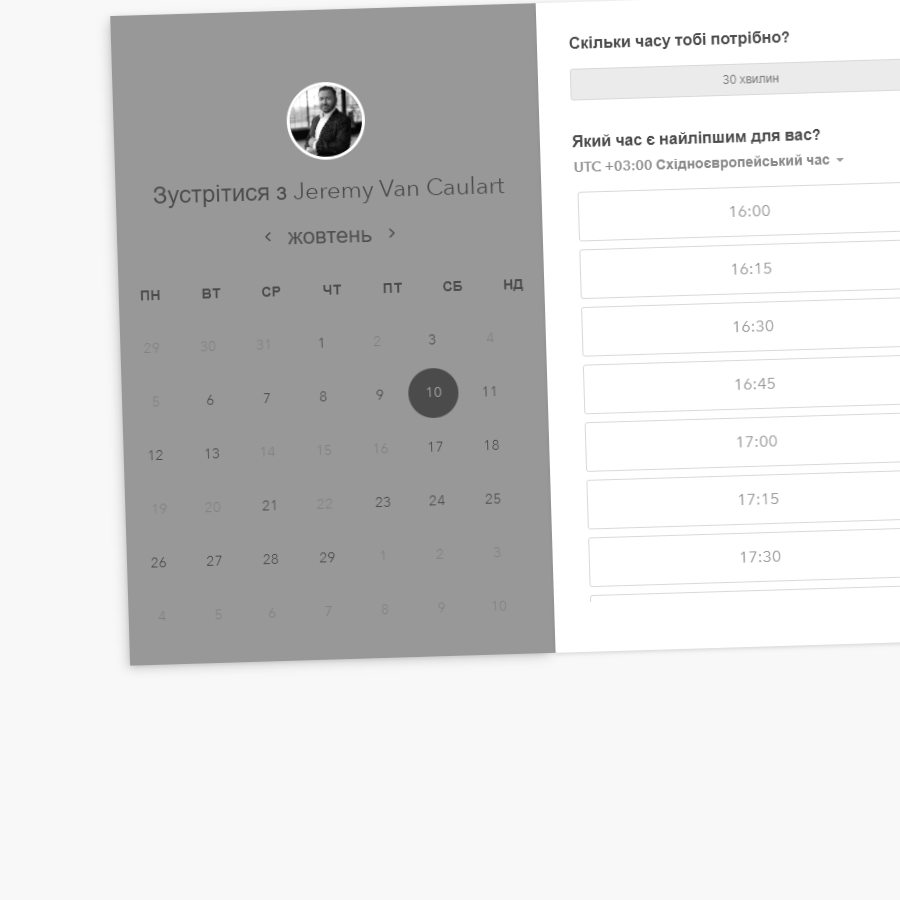 Зустрітися з Jeremy Van Caulart
< жовтень >
ПН ВТ СР ЧТ ПТ СБ НД
29 30 31 1 2 3 4
5 6 7 8 9 10 11
12 13 14 15 16 17 18
19 20 21 22 23 24 25
26 27 28 29 1 2 3
4 5 6 7 8 9 10
Скільки часу тобі потрібно?
30 хвилин
Який час є найліпшим для вас?
UTC +03:00 Східноєвропейський час
16:00
16:15
16:30
16:45
17:00
17:15
17:30